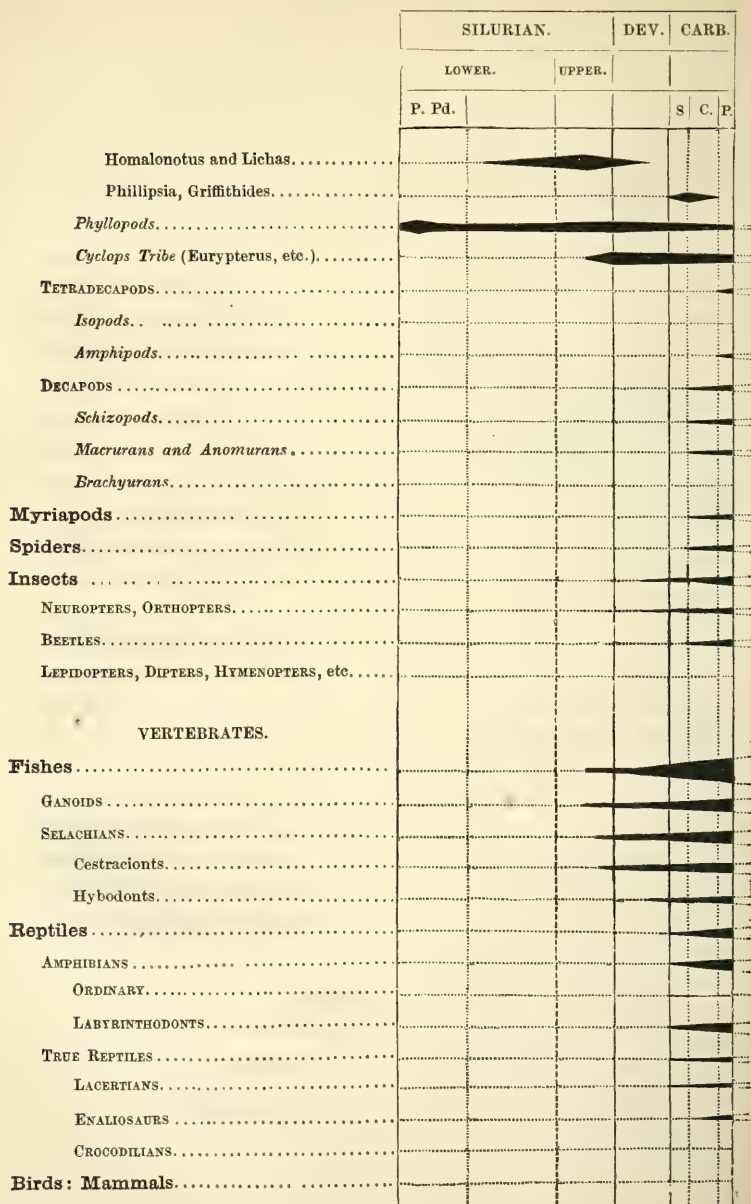 SILURIAN. DEV. CARB.
LOWER. UPPER.
P. Pd. S C. P.
Homalonotus and Lichas............
Phillipsia, Griffithides...............
Phyllopods.................................
Cyclops Tribe (Eurypterus, etc.).........
TETRADECAPODS.................................
Isopods.. .. ..... ............................
Amphipods................... .................
DECAPODS .......................................
Schizopods.................................
Macrurans and Anomurans ...............
Brachyurans................................
Myriapods................. ......................
Spiders...........................................
Insects ... .. . .. ............................
NEUROPTERS, ORTHOPTERS......................
BEETLES..........................................
LEPIDOPTERS, DIPTERS, HYMENOPTERS, etc......
VERTEBRATES.
Fishes............................................
GANOIDS ........................................
SELACHIANS......................................
Cestracionts................................
Hybodonts..................................
Reptiles..........................................
AMPHIBIANS ............. .....................
ORDINARY...................................
LABYRINTHODONTS...........................
TRUE REPTILES .................................
LACERTIANS.................................
ENALIOSAURS ..............................
CROCODILIANS..............................
Birds: Mammals................ .............